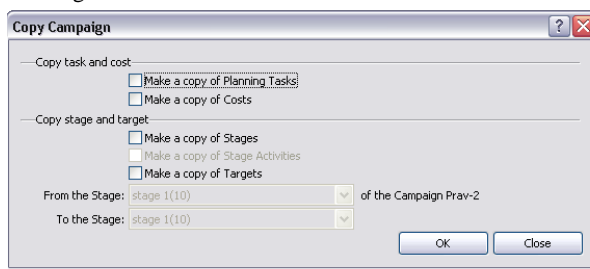 Copy Campaign
Copy task and cost
Make a copy of Planning Tasks
Make a copy of Costs
Copy stage and target
Make a copy of Stages
Make a copy of Stage Activities
Make a copy of Targets
From the Stage: stage 1(10) of the Campaign Prav-2
To the Stage: stage 1(10)
OK Close